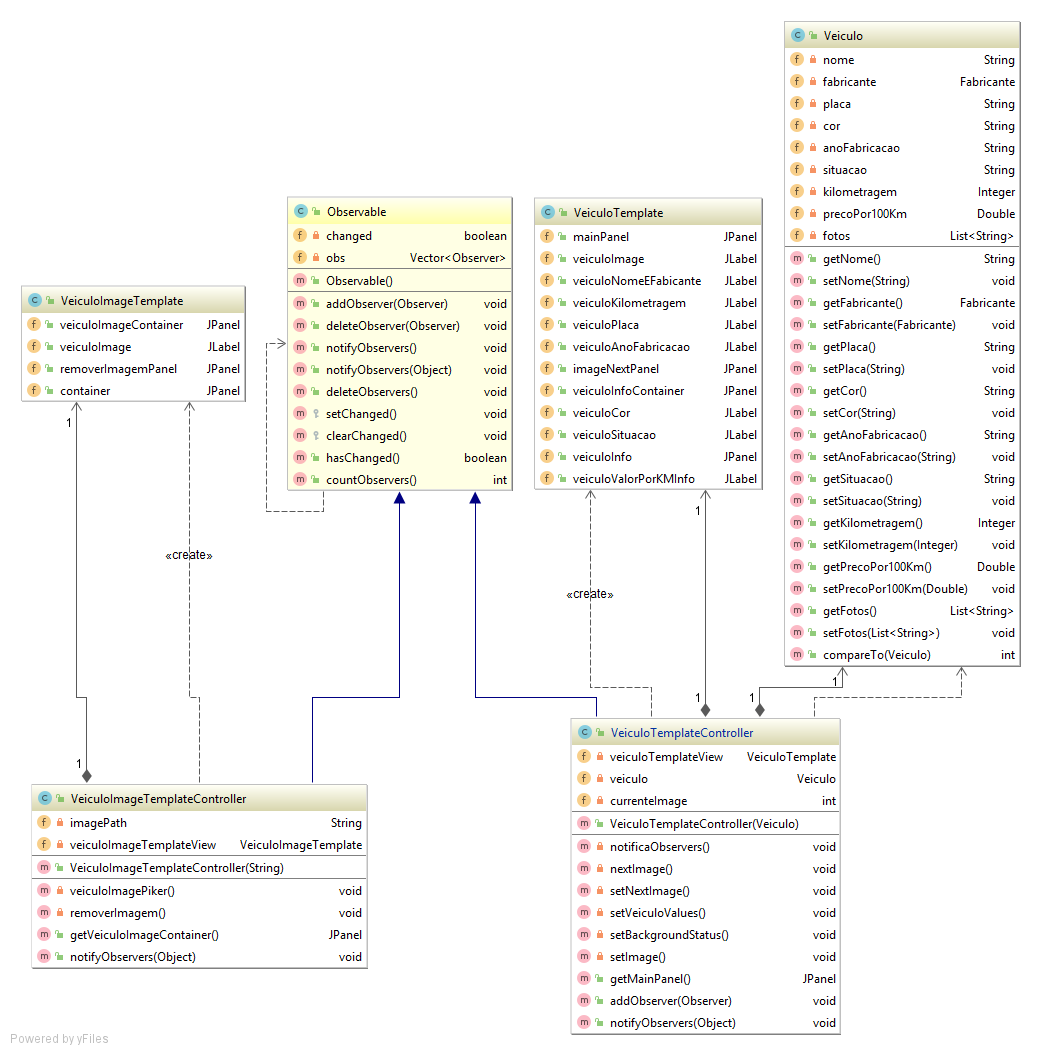 Veiculo
nome String
fabricante Fabricante
placa String
cor String
anoFabricacao String
situacao String
kilometragem Integer
precoPor100Km Double
fotos List<String>
getNome() String
setNome(String) void
getFabricante() Fabricante
setFabricante(Fabricante) void
getPlaca() String
setPlaca(String) void
getCor() String
setCor(String) void
getAnoFabricacao() String
setAnoFabricacao(String) void
getSituacao() String
setSituacao(String) void
getKilometragem() Integer
setKilometragem(Integer) void
getPrecoPor100Km() Double
setPrecoPor100Km(Double) void
getFotos() List<String>
setFotos(List<String>) void
compareTo(Veiculo) int
Observable
changed boolean
obs Vector<Observer>
Observable()
addObserver(Observer) void
deleteObserver(Observer) void
notifyObservers() void
notifyObservers(Object) void
deleteObservers() void
setChanged() void
clearChanged() void
hasChanged() boolean
countObservers() int
VeiculoTemplate
mainPanel JPanel
veiculoImage JLabel
veiculoNomeEFabicante JLabel
veiculoKilometragem JLabel
veiculoPlaca JLabel
veiculoAnoFabricacao JLabel
imageNextPanel JPanel
veiculoInfoContainer JPanel
veiculoCor JLabel
veiculoSituacao JLabel
veiculoInfo JPanel
veiculoValorPorKMInfo JLabel
VeiculoImageTemplate
veiculoImageContainer JPanel
veiculoImage JLabel
removerImagemPanel JPanel
container JPanel
1
«create»
1
1
«create»
1
1
1
1
VeiculoTemplateController
veiculoTemplateView VeiculoTemplate
veiculo Veiculo
currenteImage int
VeiculoTemplateController(Veiculo)
notificaObservers() void
nextImage() void
setNextImage() void
setVeiculoValues() void
setBackgroundStatus() void
setImage() void
getMainPanel() JPanel
addObserver(Observer) void
notifyObservers(Object) void
VeiculoImageTemplateController
imagePath String
veiculoImageTemplateView VeiculoImageTemplate
VeiculoImageTemplateController(String)
veiculoImagePiker() void
removerImagem() void
getVeiculoImageContainer() JPanel
notifyObservers(Object) void
Powered by yFiles